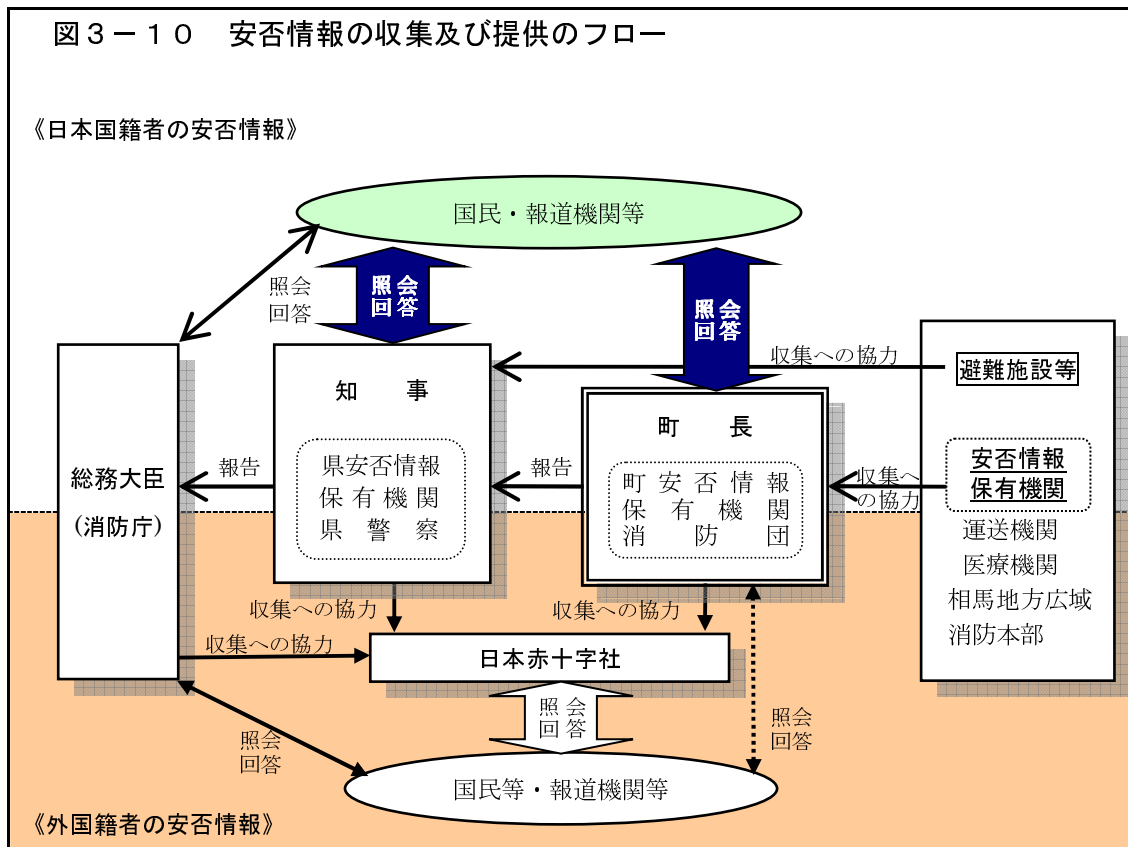 図３－１０　安否情報の収集及び提供のフロー
《日本国籍者の安否情報》
国民・報道機関等
照会
回答
照会
回答
照会
回答
収集への協力
避難施設等
知　事
県安否情報
保有機関
県警察
町　長
町安否情報
保有機関
消防団
総務大臣
(消防庁)
報告
報告
収集へ
の協力
安否情報
保有機関
運送機関
医療機関
相馬地方広域
消防本部
収集への協力
収集への協力
収集への協力
日本赤十字社
照会
回答
照会
回答
照会
回答
国民等・報道機関等
《外国籍者の安否情報》